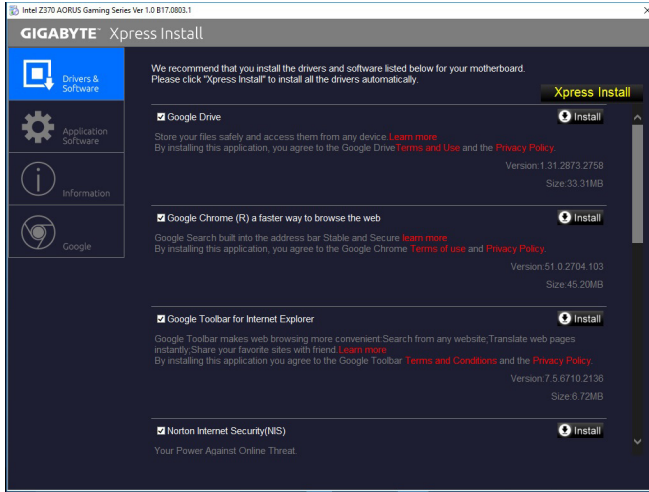 Intel Z370 AORUS Gaming Series Ver 1.0 B17.0803.1
GIGABYTE™ Xpress Install
Drivers &
Software
Application
Software
Information
Google
We recommend that you install the drivers and software listed below for your motherboard.
Please click "Xpress Install" to install all the drivers automatically.
Xpress Install
Google Drive
Install
Store your files safely and access them from any device.Learn more
By installing this application, you agree to the Google DriveTerms and Use and the Privacy Policy.
Version:1.31.2873.2758
Size:33.31MB
Google Chrome (R) a faster way to browse the web
Install
Google Search built into the address bar Stable and Secure learn more
By installing this application, you agree to the Google Chrome Terms of use and Privacy Policy.
Version:51.0.2704.103
Size:45.20MB
Google Toolbar for Internet Explorer
Install
Google Toolbar makes web browsing more convenient.Search from any website;Translate web pages
instantly;Share your favorite sites with friend.Learn more
By installing this application you agree to the Google Toolbar Terms and Conditions and the Privacy Policy.
Version:7.5.6710.2136
Size:6.72MB
Norton Internet Security(NIS)
Install
Your Power Against Online Threat.